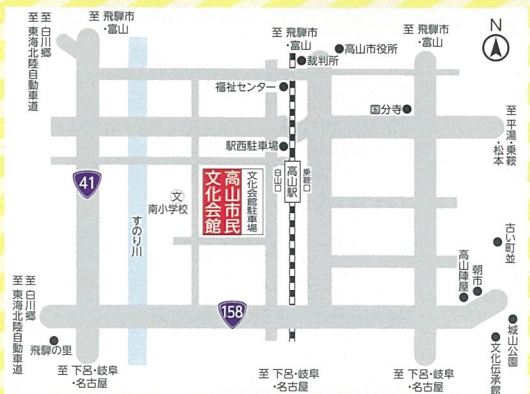 至 白川郷
至 東海北陸自動車道
至 飛騨市
・富山
至 飛騨市
・富山
裁判所
高山市役所
至 飛騨市
・富山
N
福祉センター
国分寺
至 平湯・乗鞍
・松本
駅西駐車場
41
文
南小学校
高山市民
文化会館
文化会館駐車場
白山口
高山駅
乗鞍口
すのり川
古い町並
朝市
高山陣屋
至 白川郷
至 東海北陸自動車道
158
飛騨の里
城山公園
文化伝承館
至 下呂・岐阜
・名古屋
至 下呂・岐阜
・名古屋
至 下呂・岐阜
・名古屋